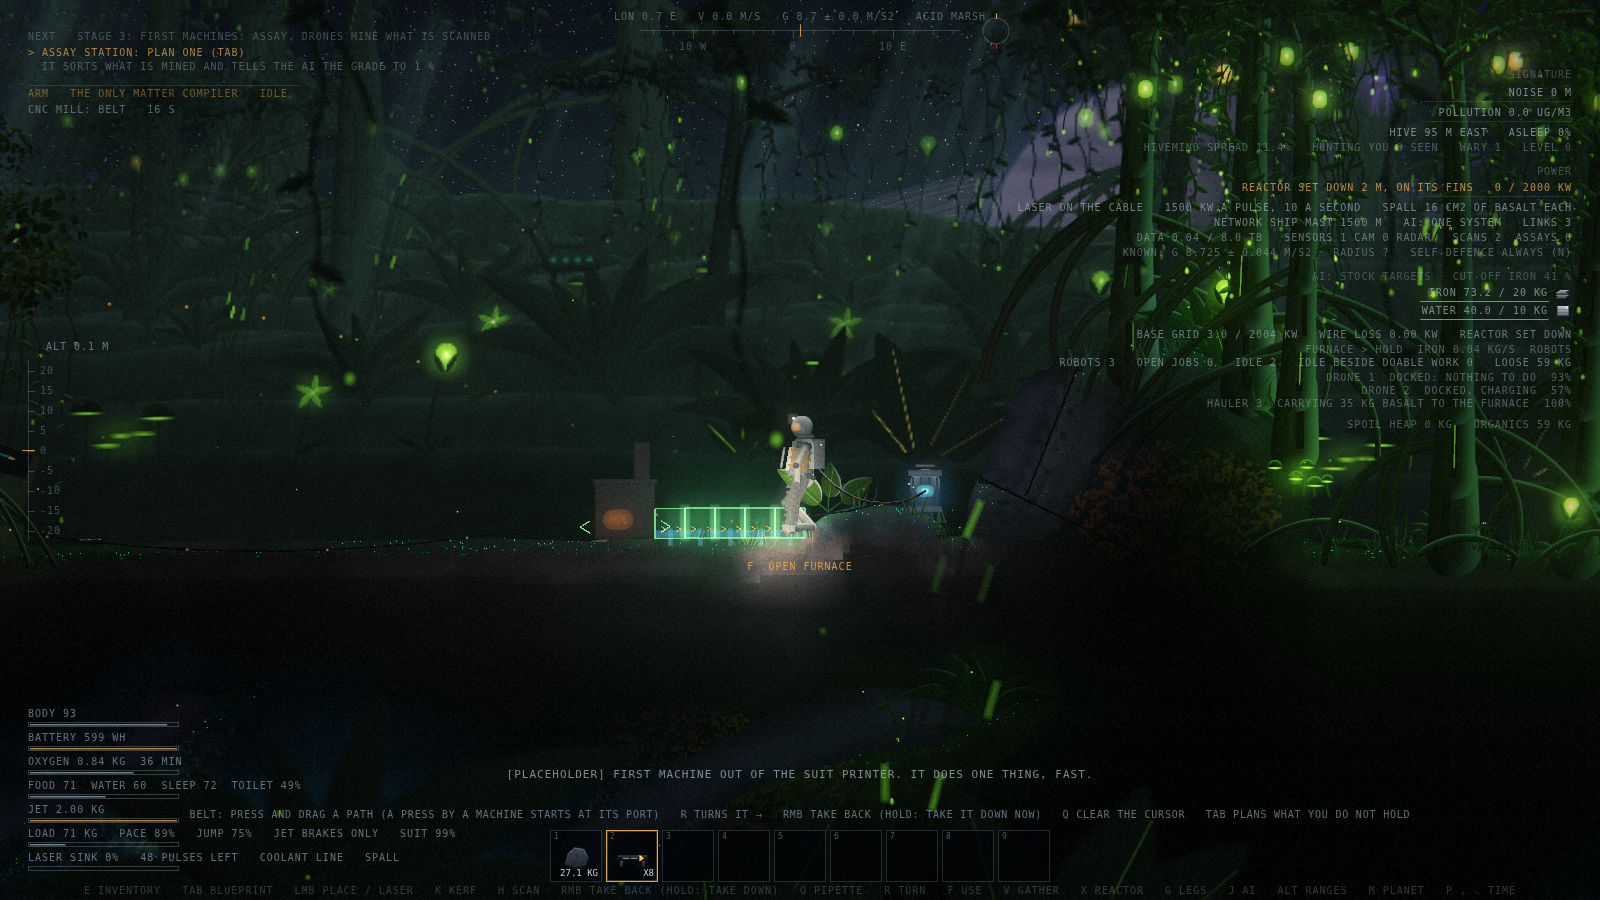 LON 0.7 E   V 0.0 M/S   G 8.7 ± 0.0 M/S2   ACID MARSH
10 W   0   10 E
NEXT   STAGE 3: FIRST MACHINES: ASSAY, DRONES MINE WHAT IS SCANNED
> ASSAY STATION: PLAN ONE (TAB)
IT SORTS WHAT IS MINED AND TELLS THE AI THE GRADE TO 1 %
ARM   THE ONLY MATTER COMPILER   IDLE
CNC MILL: BELT   16 S
SIGNATURE
NOISE 0 M
POLLUTION 0.0 UG/M3
HIVE 95 M EAST   ASLEEP 0%
HIVEMIND SPREAD 11.4%   HUNTING YOU 0 SEEN   WARY 1   LEVEL 0
POWER
REACTOR SET DOWN 2 M, ON ITS FINS   0 / 2000 KW
LASER ON THE CABLE   1500 KW A PULSE, 10 A SECOND   SPALL 16 CM2 OF BASALT EACH
NETWORK SHIP MAST 1500 M   AI: ONE SYSTEM   LINKS 3
DATA 0.04 / 8.0 TB   SENSORS 1 CAM 0 RADAR   SCANS 2   ASSAYS 0
KNOWN: G 8.725 ± 0.044 M/S2   RADIUS ?   SELF-DEFENCE ALWAYS (N)
AI: STOCK TARGETS   CUT-OFF IRON 41 %
IRON 73.2 / 20 KG
WATER 40.0 / 10 KG
BASE GRID 3.0 / 2004 KW   WIRE LOSS 0.00 KW   REACTOR SET DOWN
FURNACE > HOLD   IRON 0.04 KG/S   ROBOTS
ROBOTS 3   OPEN JOBS 0   IDLE 2   IDLE BESIDE DOABLE WORK 0   LOOSE 59 KG
DRONE 1   DOCKED: NOTHING TO DO   93%
DRONE 2   DOCKED, CHARGING   57%
HAULER 3   CARRYING 35 KG BASALT TO THE FURNACE   100%
SPOIL HEAP 0 KG   ORGANICS 59 KG
ALT 0.1 M
20
15
10
5
0
-5
-10
-15
-20
F   OPEN FURNACE
BODY 93
BATTERY 599 WH
OXYGEN 0.84 KG   36 MIN
FOOD 71   WATER 60   SLEEP 72   TOILET 49%
JET 2.00 KG
LOAD 71 KG   PACE 89%   JUMP 75%   JET BRAKES ONLY   SUIT 99%
LASER SINK 0%   48 PULSES LEFT   COOLANT LINE   SPALL
[PLACEHOLDER] FIRST MACHINE OUT OF THE SUIT PRINTER. IT DOES ONE THING, FAST.
BELT: PRESS AND DRAG A PATH (A PRESS BY A MACHINE STARTS AT ITS PORT)   R TURNS IT →   RMB TAKE BACK (HOLD: TAKE IT DOWN NOW)   Q CLEAR THE CURSOR   TAB PLANS WHAT YOU DO NOT HOLD
1   2   3   4   5   6   7   8   9
27.1 KG   X8
E INVENTORY   TAB BLUEPRINT   LMB PLACE / LASER   K KERF   H SCAN   RMB TAKE BACK (HOLD: TAKE DOWN)   Q PIPETTE   R TURN   F USE   V GATHER   X REACTOR   G LEGS   J AI   ALT RANGES   M PLANET   P , . TIME